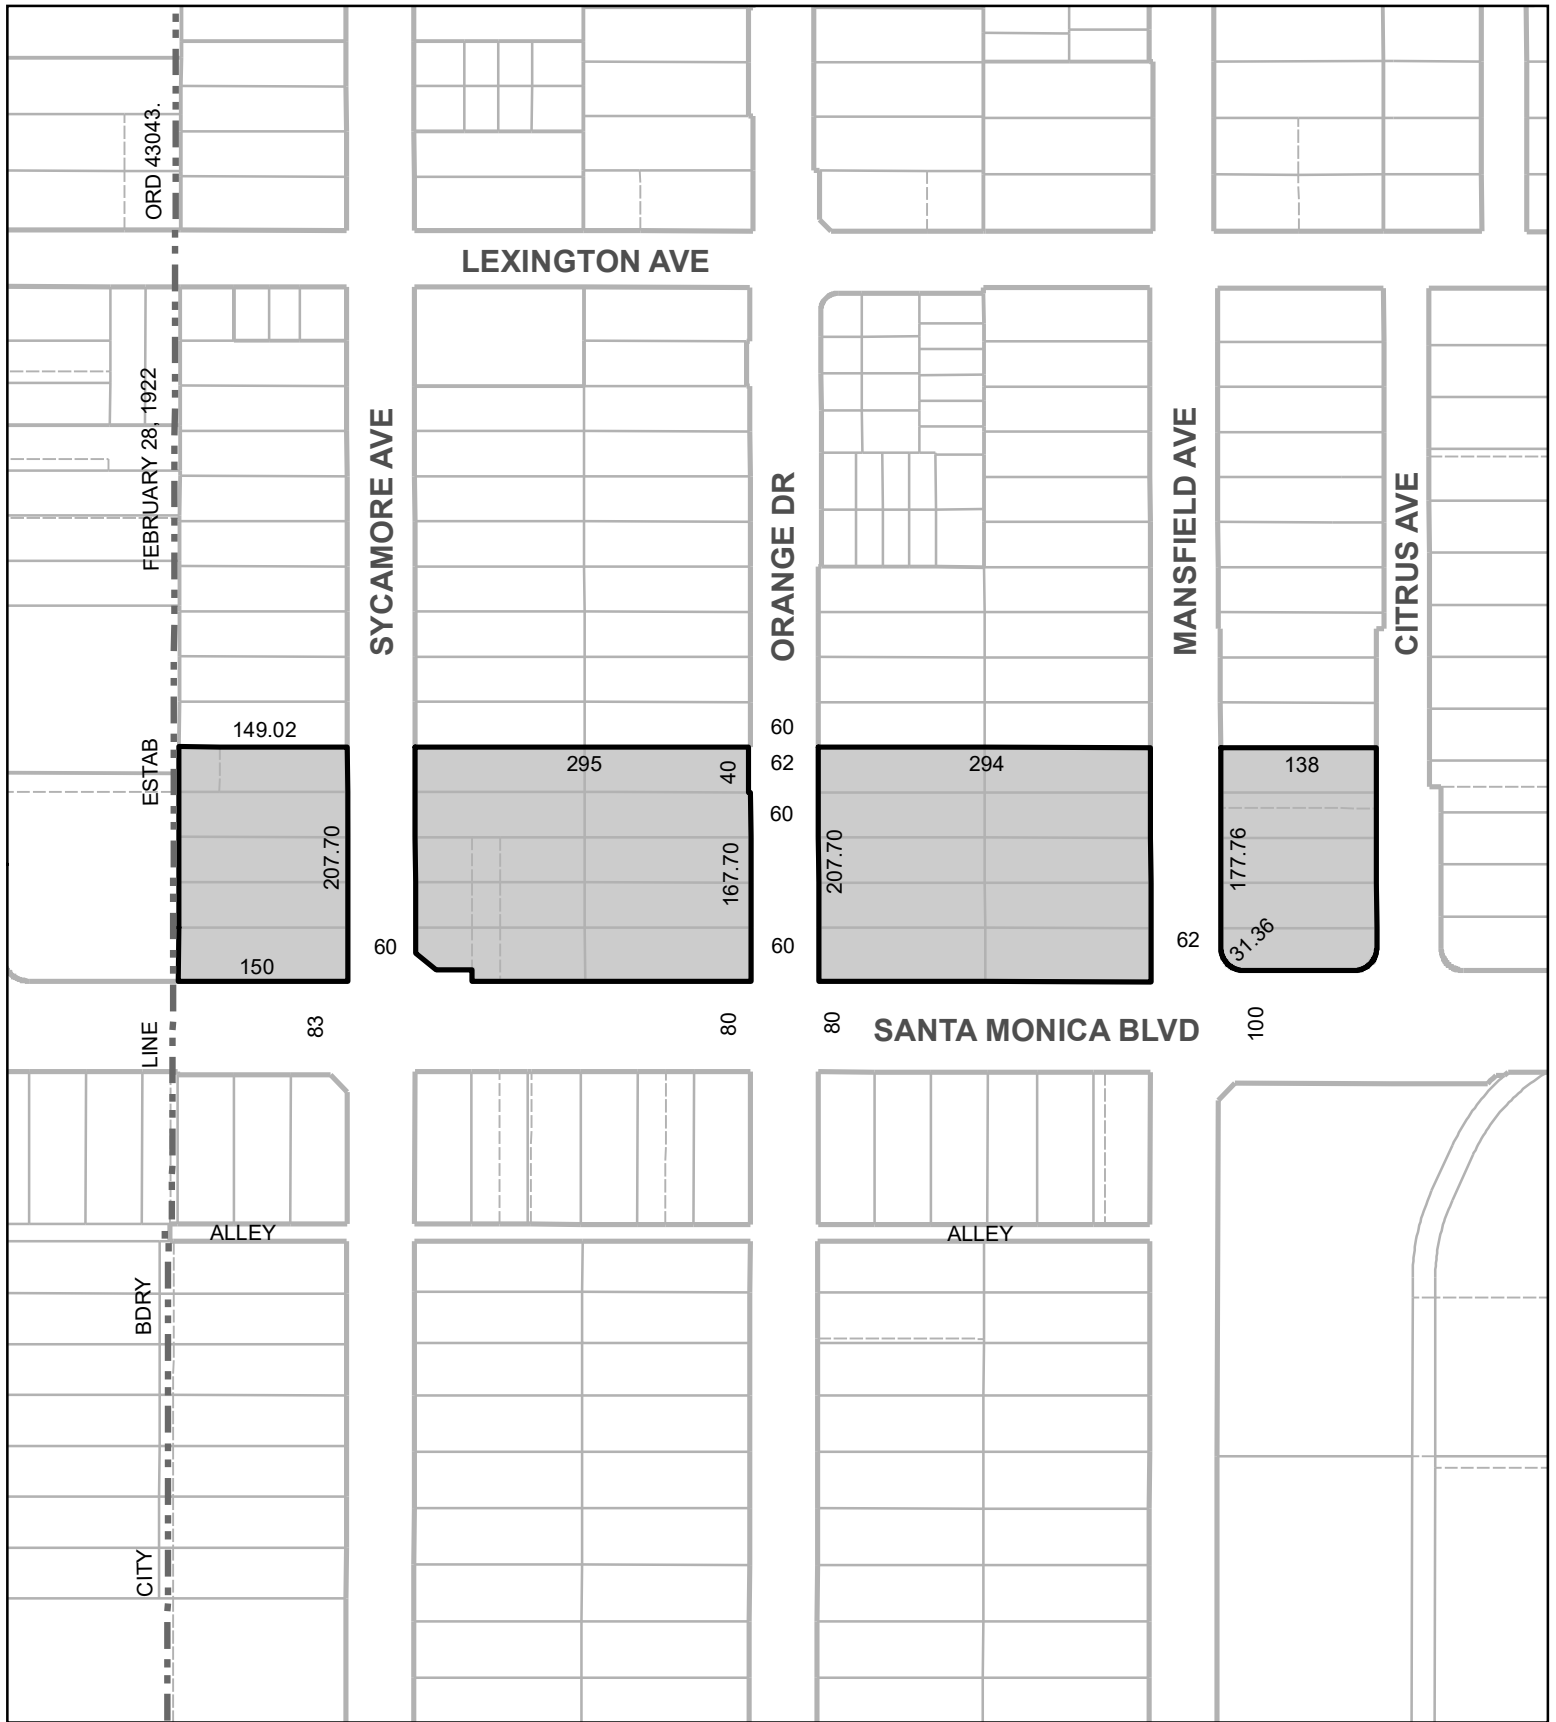 ORD 43043.
LEXINGTON AVE
FEBRUARY 28, 1922
SYCAMORE AVE
ORANGE DR
MANSFIELD AVE
CITRUS AVE
ESTAB
149.02
60
295
40
62
294
138
60
207.70
167.70
207.70
177.76
31.36
60
60
62
150
LINE
83
80
80
SANTA MONICA BLVD
100
ALLEY
ALLEY
BDRY
CITY